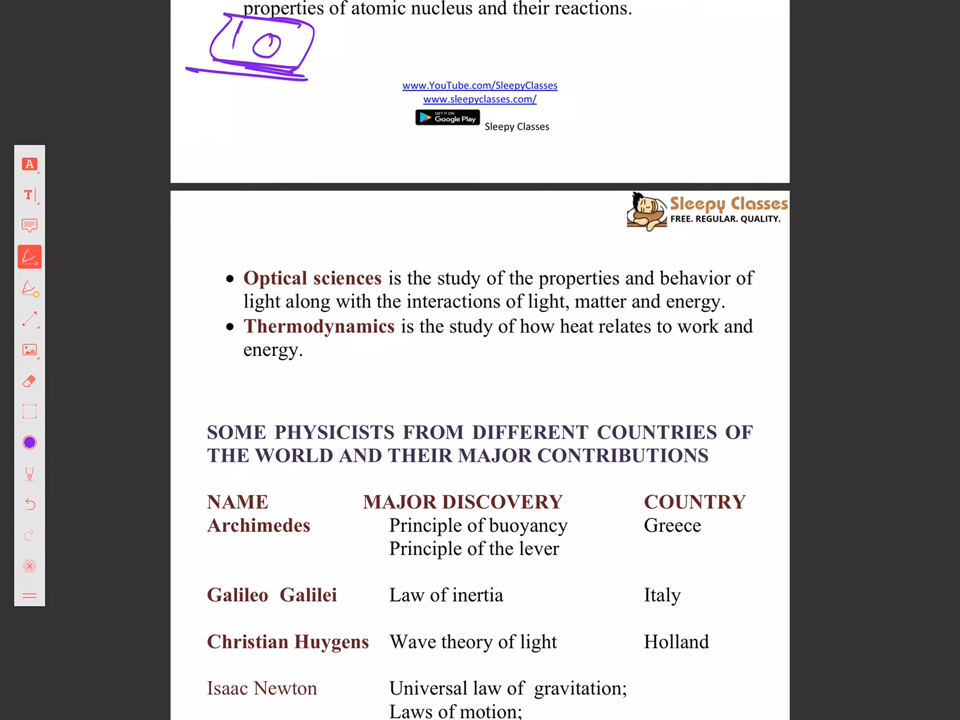 properties of atomic nucleus and their reactions.
10
www.YouTube.com/SleepyClasses
www.sleepyclasses.com/
GET IT ON
Google Play
Sleepy Classes
Sleepy Classes
FREE. REGULAR. QUALITY.
A
T
• Optical sciences is the study of the properties and behavior of
light along with the interactions of light, matter and energy.
• Thermodynamics is the study of how heat relates to work and
energy.
SOME PHYSICISTS FROM DIFFERENT COUNTRIES OF
THE WORLD AND THEIR MAJOR CONTRIBUTIONS
NAME MAJOR DISCOVERY COUNTRY
Archimedes Principle of buoyancy Greece
Principle of the lever
Galileo Galilei Law of inertia Italy
Christian Huygens Wave theory of light Holland
Isaac Newton Universal law of gravitation;
Laws of motion;